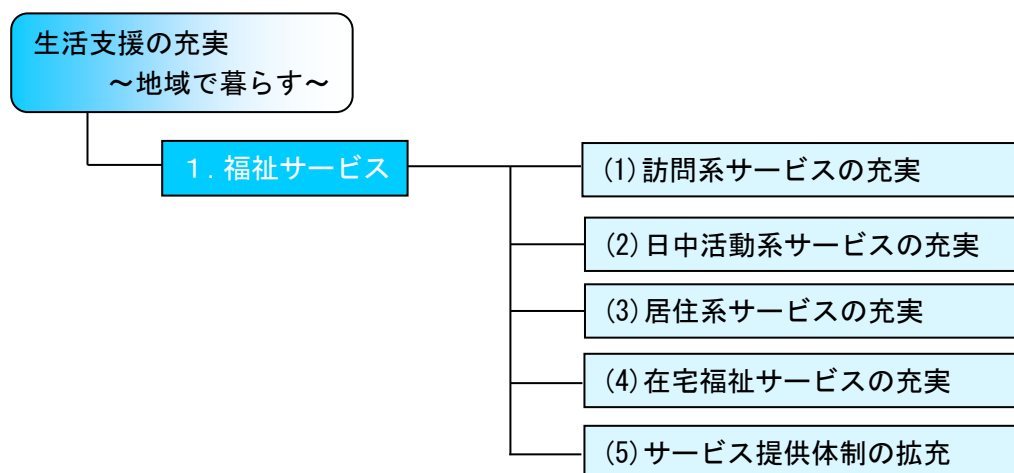 生活支援の充実
～地域で暮らす～
１．福祉サービス
(1)訪問系サービスの充実
(2)日中活動系サービスの充実
(3)居住系サービスの充実
(4)在宅福祉サービスの充実
(5)サービス提供体制の拡充